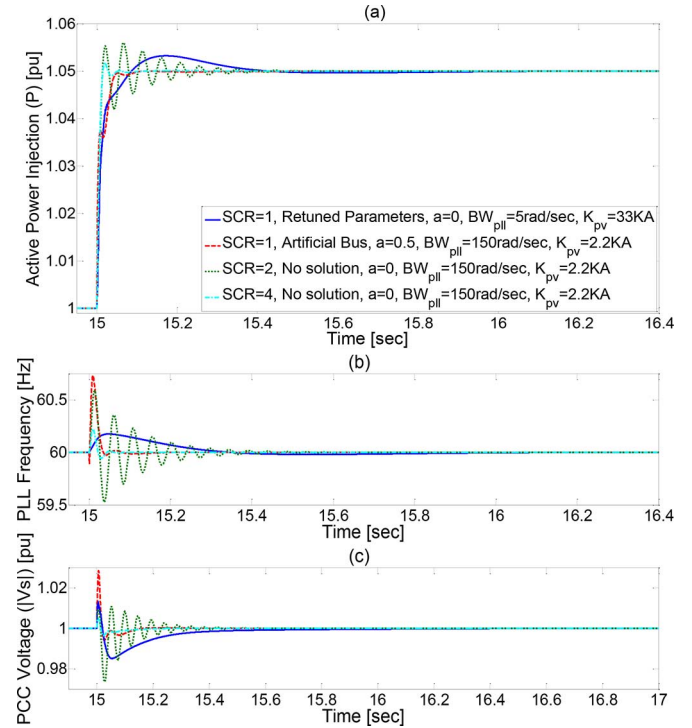 (a)
Active Power Injection (P) [pu]
1.06
1.05
1.04
1.03
1.02
1.01
1
SCR=1, Retuned Parameters, a=0, BWpll=5rad/sec, Kpv=33KA
SCR=1, Artificial Bus, a=0.5, BWpll=150rad/sec, Kpv=2.2KA
SCR=2, No solution, a=0, BWpll=150rad/sec, Kpv=2.2KA
SCR=4, No solution, a=0, BWpll=150rad/sec, Kpv=2.2KA
15 15.2 15.4 15.6 15.8 16 16.2 16.4
Time [sec]
(b)
PLL Frequency [Hz]
60.5
60
59.5
15 15.2 15.4 15.6 15.8 16 16.2 16.4
Time [sec]
(c)
PCC Voltage (|Vs|) [pu]
1.02
1
0.98
15 15.2 15.4 15.6 15.8 16 16.2 16.4 16.6 16.8 17
Time [sec]